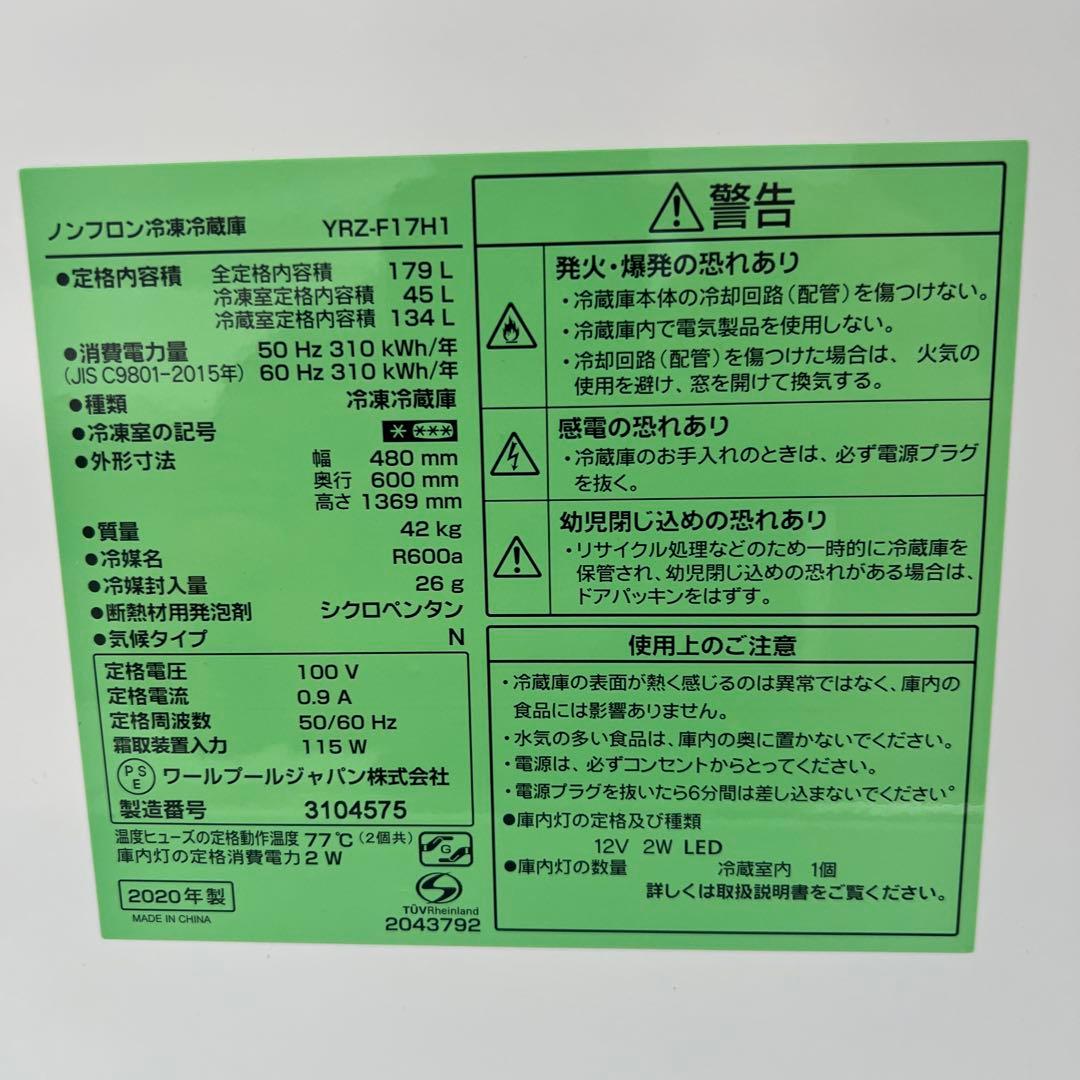 ノンフロン冷凍冷蔵庫 YRZ-F17H1
●定格内容積 全定格内容積 179 L
冷凍室定格内容積 45 L
冷蔵室定格内容積 134 L
●消費電力量 50 Hz 310 kWh/年
(JIS C9801-2015年) 60 Hz 310 kWh/年
●種類 冷凍冷蔵庫
●冷凍室の記号
●外形寸法 幅 480 mm
奥行 600 mm
高さ 1369 mm
●質量 42 kg
●冷媒名 R600a
●冷媒封入量 26 g
●断熱材用発泡剤 シクロペンタン
●気候タイプ N
定格電圧 100 V
定格電流 0.9 A
定格周波数 50/60 Hz
霜取装置入力 115 W
PSE ワールプールジャパン株式会社
製造番号 3104575
温度ヒューズの定格動作温度 77℃(2個共)
庫内灯の定格消費電力 2 W
G
2020年製
MADE IN CHINA
TÜVRheinland
2043792
警告
発火・爆発の恐れあり
・冷蔵庫本体の冷却回路(配管)を傷つけない。
・冷蔵庫内で電気製品を使用しない。
・冷却回路(配管)を傷つけた場合は、火気の
使用を避け、窓を開けて換気する。
感電の恐れあり
・冷蔵庫のお手入れのときは、必ず電源プラグ
を抜く。
幼児閉じ込めの恐れあり
・リサイクル処理などのため一時的に冷蔵庫を
保管され、幼児閉じ込めの恐れがある場合は、
ドアパッキンをはずす。
使用上のご注意
・冷蔵庫の表面が熱く感じるのは異常ではなく、庫内の
食品には影響ありません。
・水気の多い食品は、庫内の奥に置かないでください。
・電源は、必ずコンセントからとってください。
・電源プラグを抜いたら6分間は差し込まないでください。
●庫内灯の定格及び種類
12V 2W LED
●庫内灯の数量 冷蔵室内 1個
詳しくは取扱説明書をご覧ください。